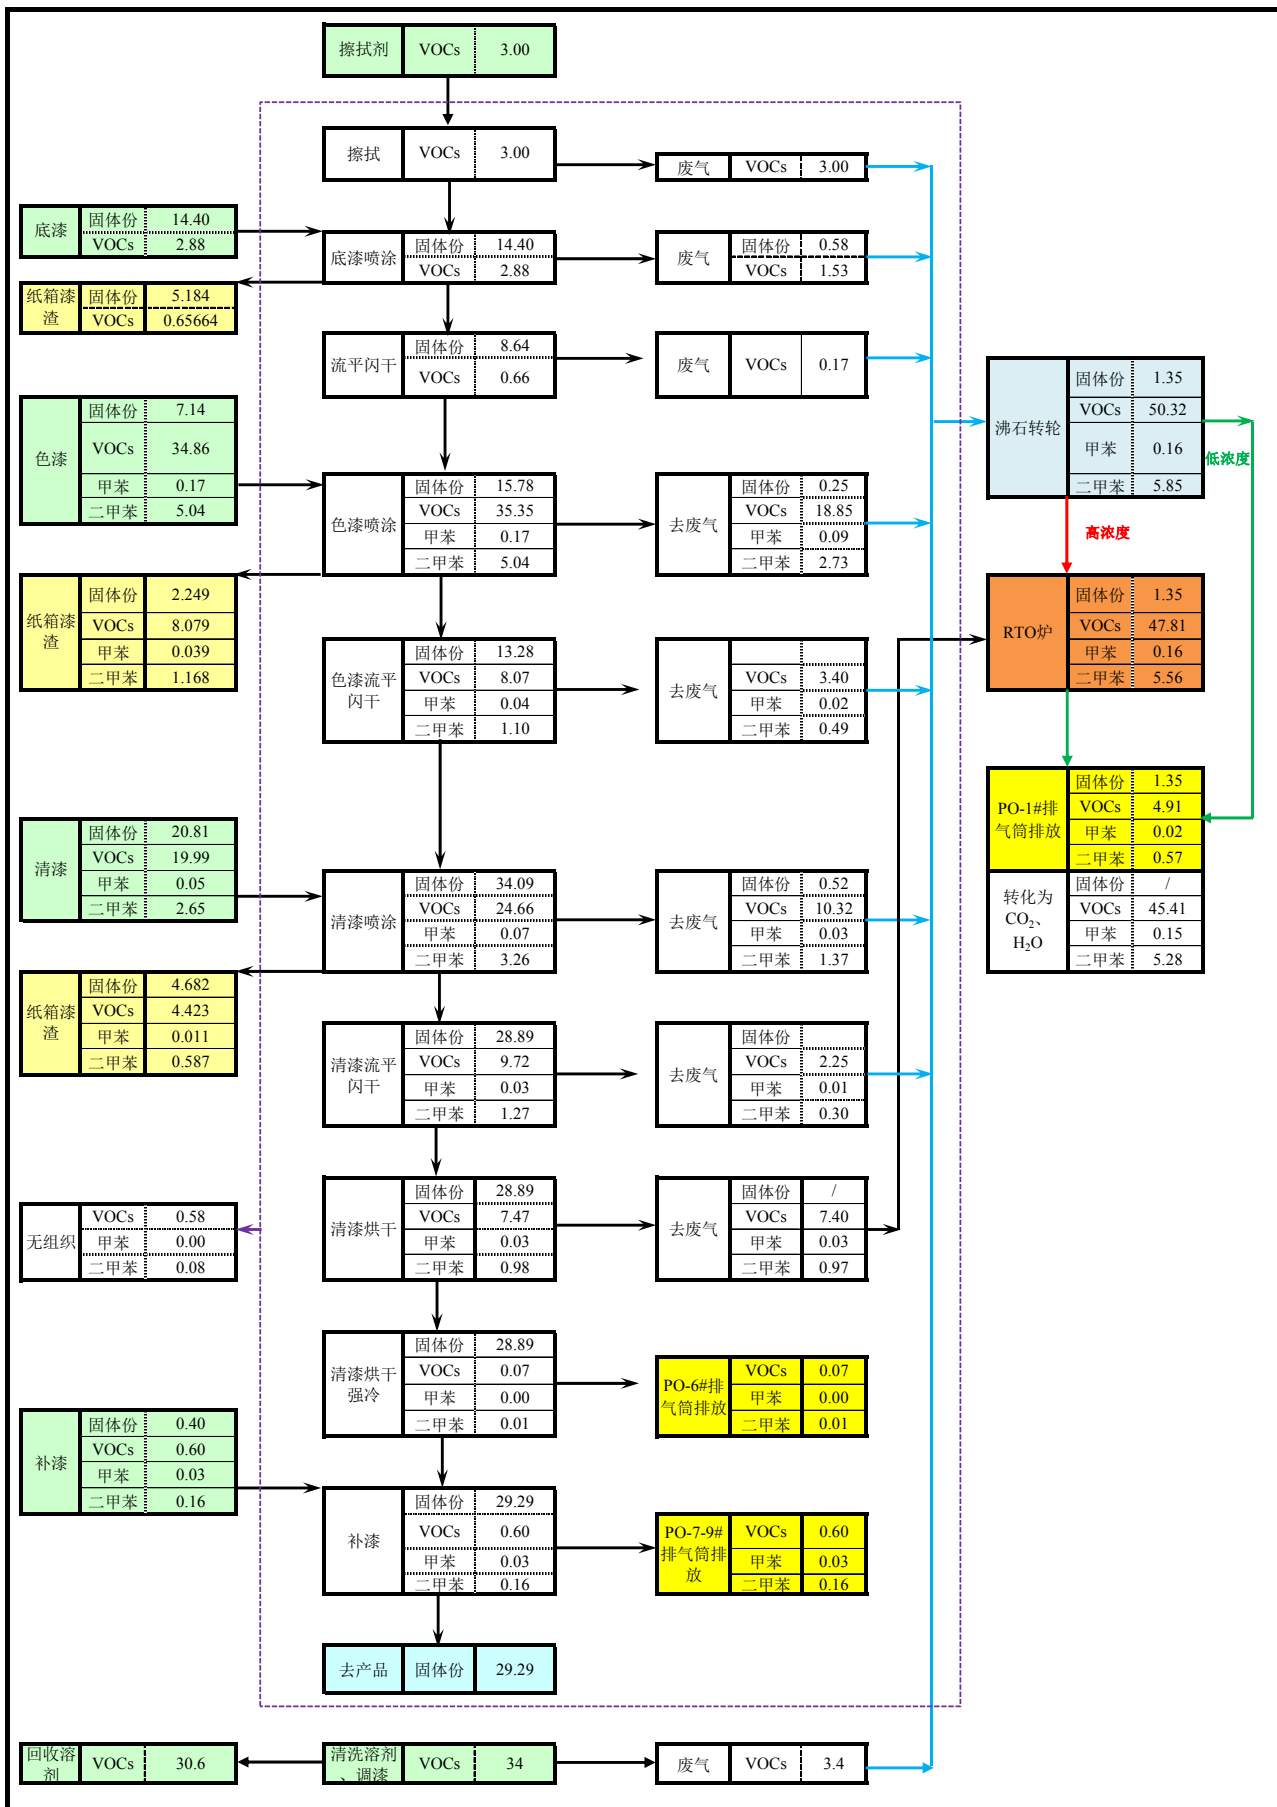 擦拭剂 VOCs 3.00
擦拭 VOCs 3.00
废气 VOCs 3.00
底漆 固体份 14.40
VOCs 2.88
底漆喷涂 固体份 14.40
VOCs 2.88
废气 固体份 0.58
VOCs 1.53
纸箱漆
渣
固体份 5.184
VOCs 0.65664
流平闪干 固体份 8.64
VOCs 0.66
废气 VOCs 0.17
沸石转轮 固体份 1.35
VOCs 50.32
甲苯 0.16
二甲苯 5.85
低浓度
高浓度
色漆 固体份 7.14
VOCs 34.86
甲苯 0.17
二甲苯 5.04
色漆喷涂 固体份 15.78
VOCs 35.35
甲苯 0.17
二甲苯 5.04
去废气 固体份 0.25
VOCs 18.85
甲苯 0.09
二甲苯 2.73
纸箱漆
渣
固体份 2.249
VOCs 8.079
甲苯 0.039
二甲苯 1.168
RTO炉 固体份 1.35
VOCs 47.81
甲苯 0.16
二甲苯 5.56
色漆流平
闪干
固体份 13.28
VOCs 8.07
甲苯 0.04
二甲苯 1.10
去废气 VOCs 3.40
甲苯 0.02
二甲苯 0.49
PO-1#排
气筒排放
固体份 1.35
VOCs 4.91
甲苯 0.02
二甲苯 0.57
转化为
CO₂、
H₂O
固体份 /
VOCs 45.41
甲苯 0.15
二甲苯 5.28
清漆 固体份 20.81
VOCs 19.99
甲苯 0.05
二甲苯 2.65
清漆喷涂 固体份 34.09
VOCs 24.66
甲苯 0.07
二甲苯 3.26
去废气 固体份 0.52
VOCs 10.32
甲苯 0.03
二甲苯 1.37
纸箱漆
渣
固体份 4.682
VOCs 4.423
甲苯 0.011
二甲苯 0.587
清漆流平
闪干
固体份 28.89
VOCs 9.72
甲苯 0.03
二甲苯 1.27
去废气 固体份
VOCs 2.25
甲苯 0.01
二甲苯 0.30
无组织 VOCs 0.58
甲苯 0.00
二甲苯 0.08
清漆烘干 固体份 28.89
VOCs 7.47
甲苯 0.03
二甲苯 0.98
去废气 固体份 /
VOCs 7.40
甲苯 0.03
二甲苯 0.97
清漆烘干
强冷
固体份 28.89
VOCs 0.07
甲苯 0.00
二甲苯 0.01
PO-6#排
气筒排放
VOCs 0.07
甲苯 0.00
二甲苯 0.01
补漆 固体份 0.40
VOCs 0.60
甲苯 0.03
二甲苯 0.16
补漆 固体份 29.29
VOCs 0.60
甲苯 0.03
二甲苯 0.16
PO-7-9#
排气筒排
放
VOCs 0.60
甲苯 0.03
二甲苯 0.16
去产品 固体份 29.29
回收溶
剂
VOCs 30.6
清洗溶剂
、调漆
VOCs 34
废气 VOCs 3.4